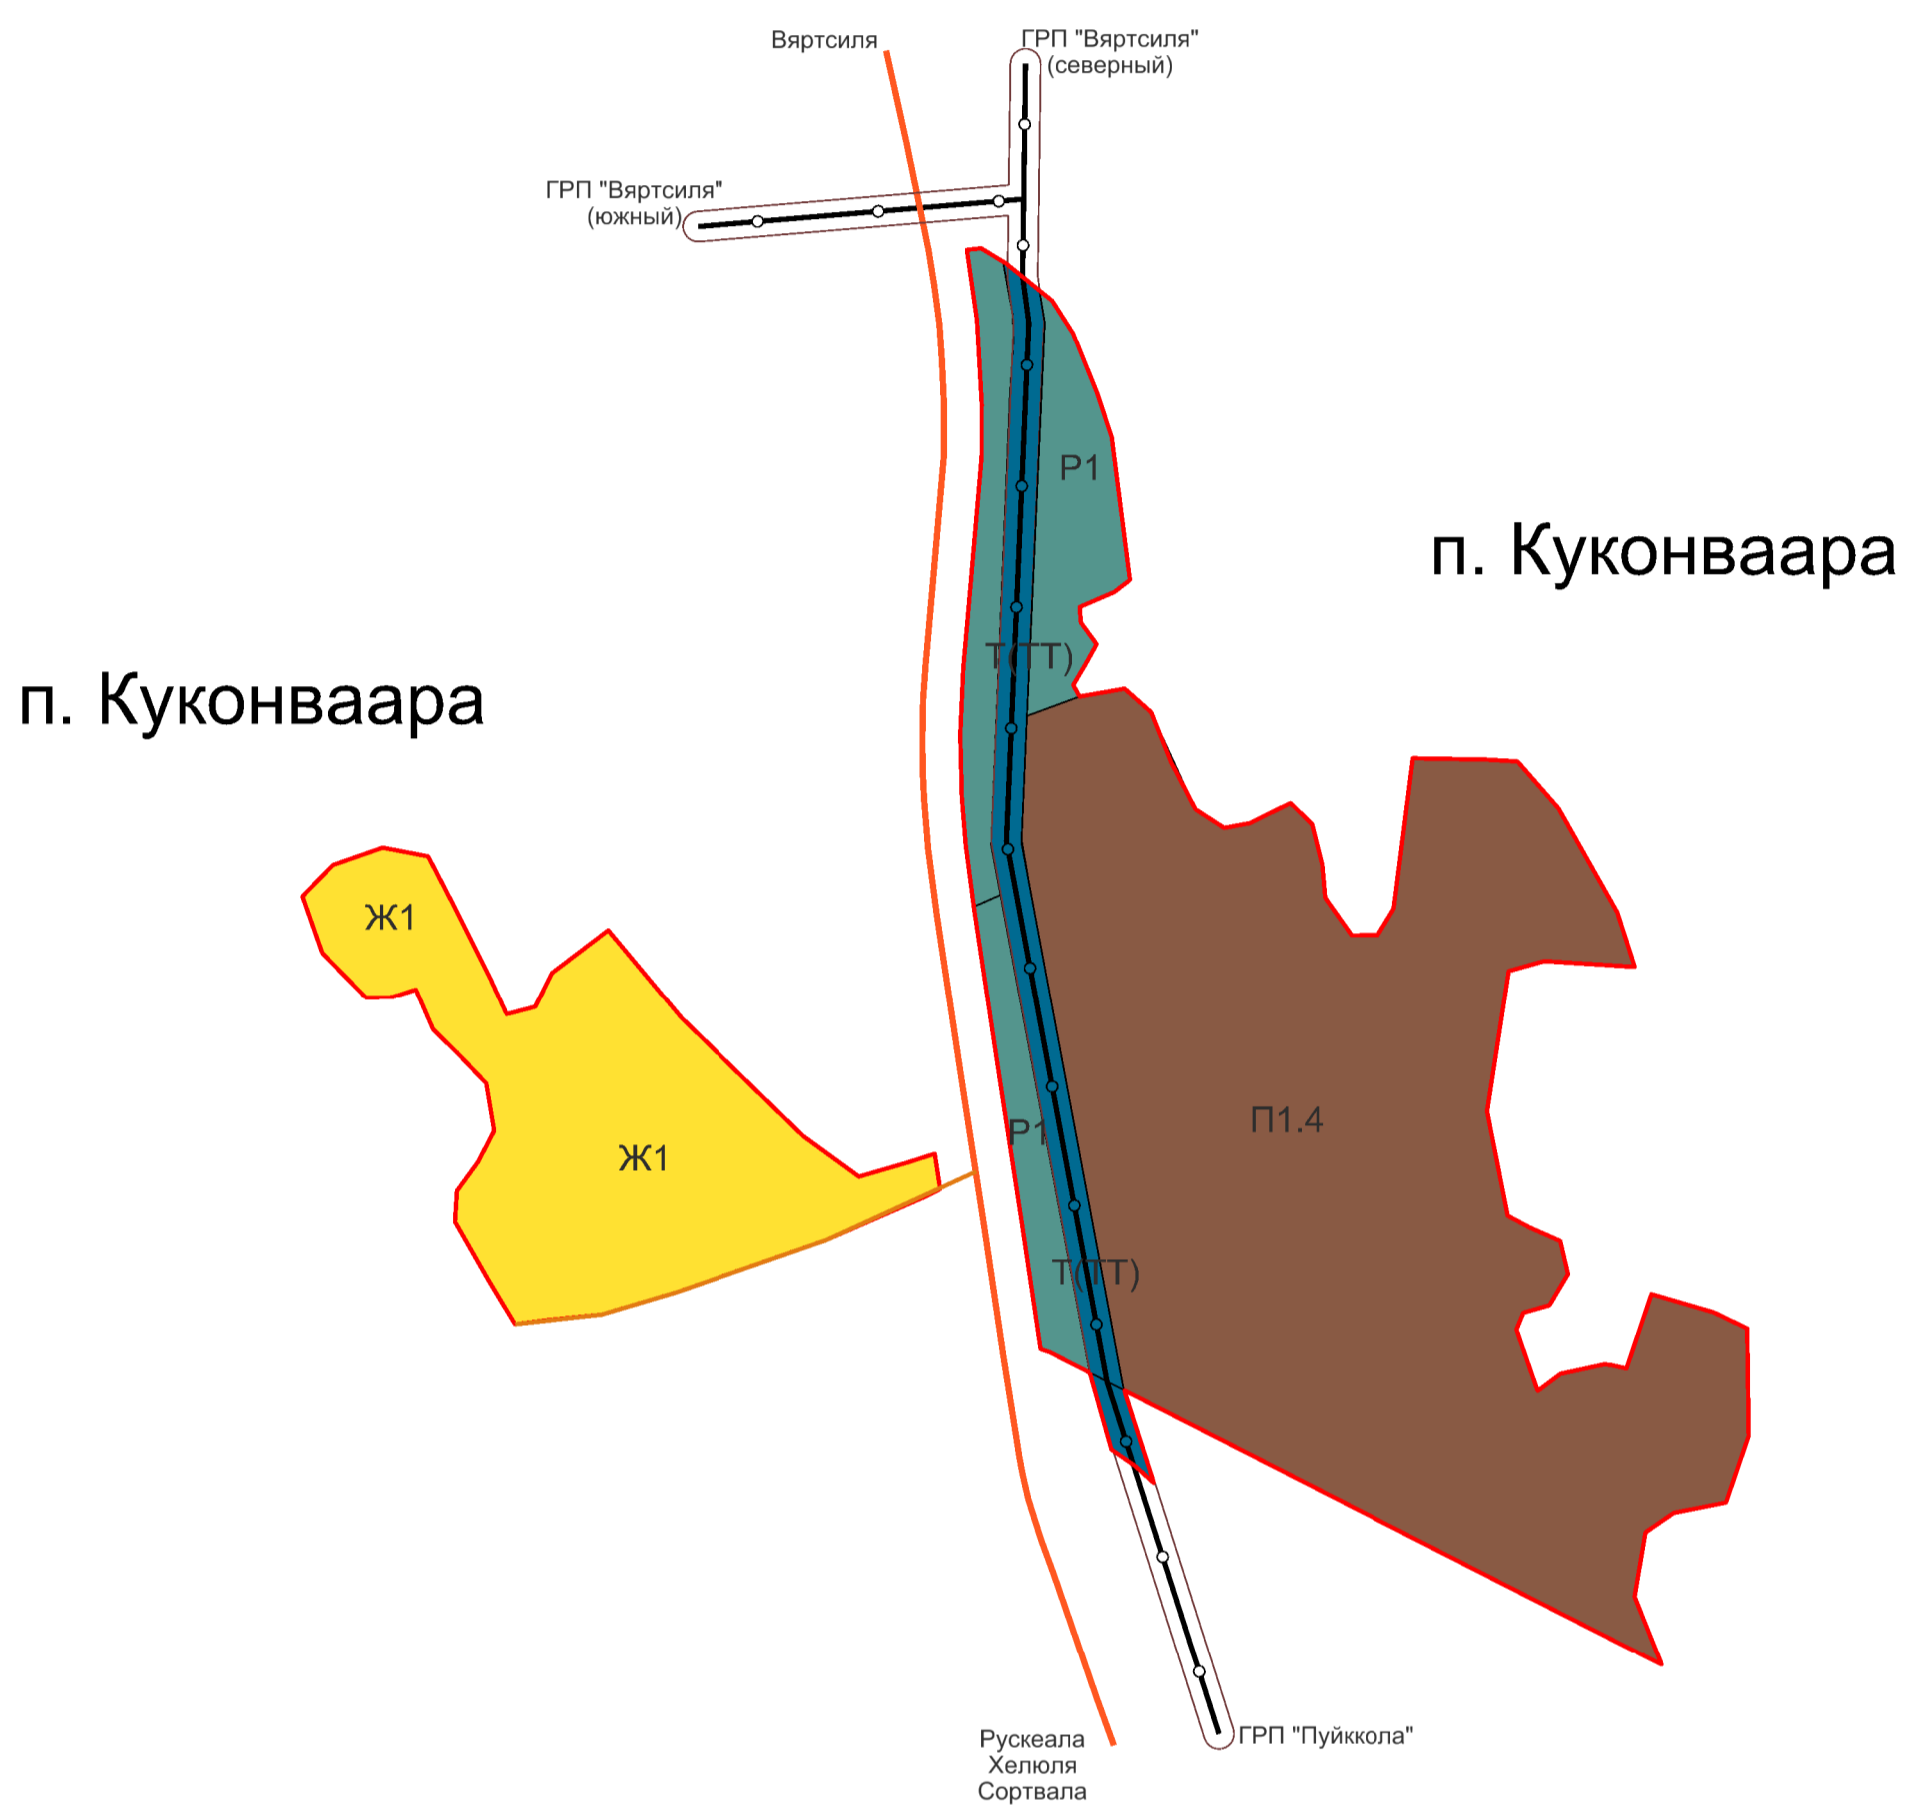 Вяртсиля
ГРП "Вяртсиля"
(северный)
ГРП "Вяртсиля"
(южный)
Р1
п. Куконваара
Т(ТТ)
п. Куконваара
Ж1
П1.4
Р1
Ж1
Т(ТТ)
ГРП "Пуйккола"
Рускеала
Хелюля
Сортвала